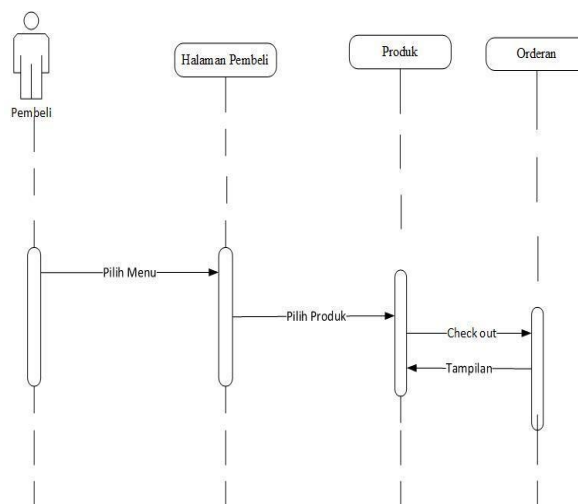 Pembeli
Halaman Pembeli
Produk
Orderan
Pilih Menu
Pilih Produk
Check out
Tampilan